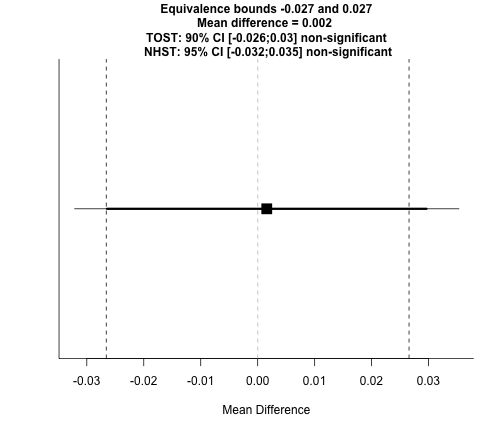 Equivalence bounds -0.027 and 0.027
Mean difference = 0.002
TOST: 90% CI [-0.026;0.03] non-significant
NHST: 95% CI [-0.032;0.035] non-significant
-0.03 -0.02 -0.01 0.00 0.01 0.02 0.03
Mean Difference